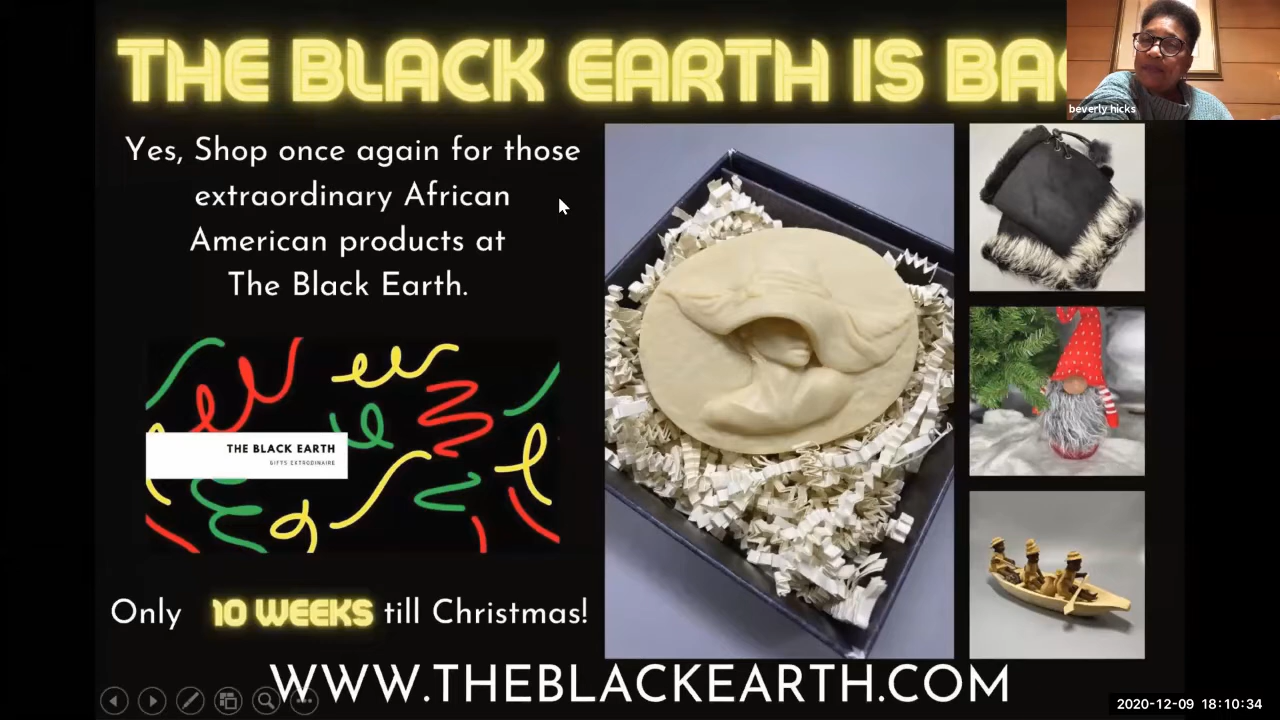 THE BLACK EARTH IS BAC
beverly hicks
Yes, Shop once again for those
extraordinary African
American products at
The Black Earth.
THE BLACK EARTH
GIFTS EXTRODINAIRE
Only 10 WEEKS till Christmas!
WWW.THEBLACKEARTH.COM
2020-12-09 18:10:34